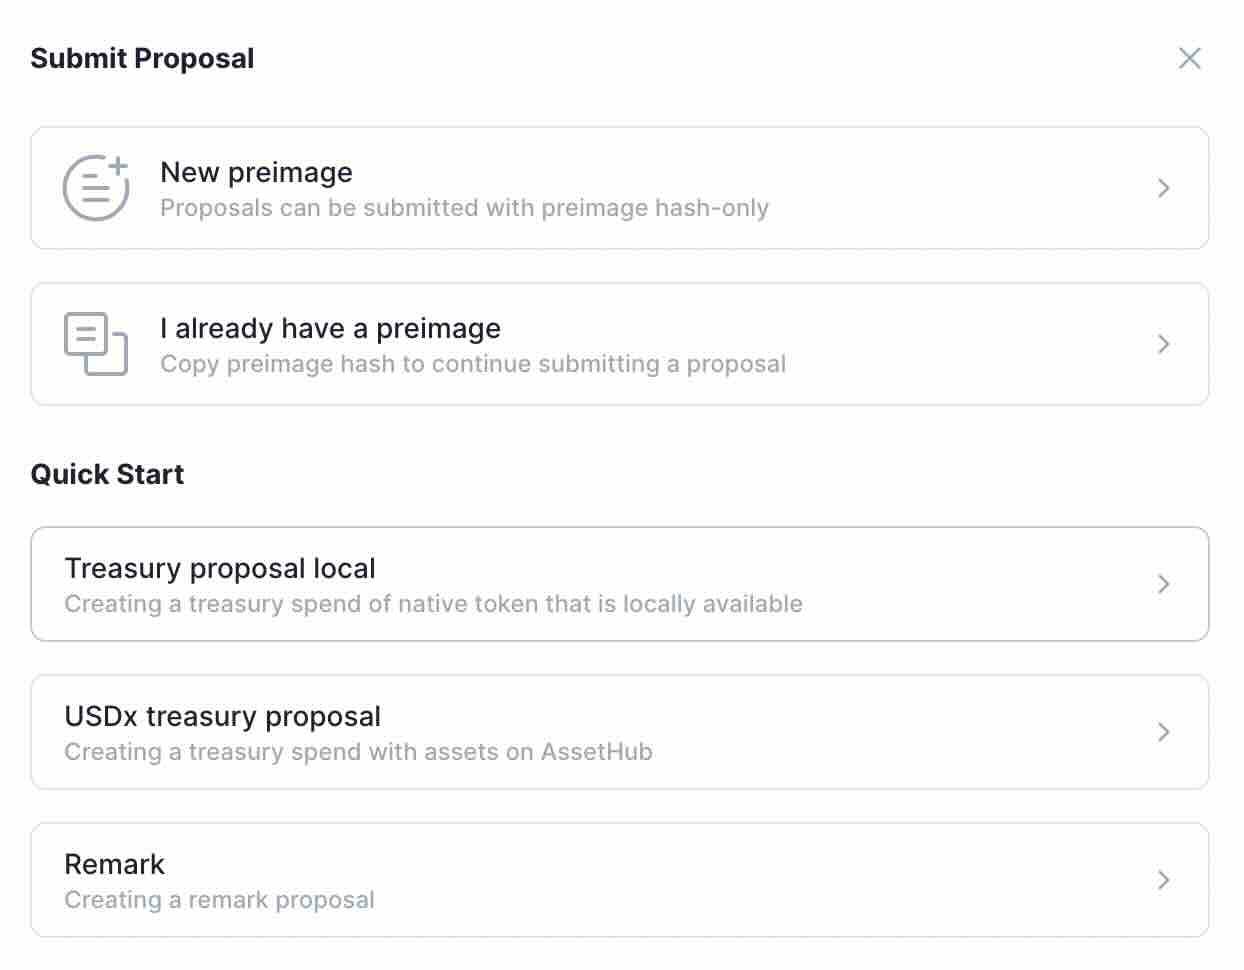 Submit Proposal
New preimage
Proposals can be submitted with preimage hash-only
I already have a preimage
Copy preimage hash to continue submitting a proposal
Quick Start
Treasury proposal local
Creating a treasury spend of native token that is locally available
USDx treasury proposal
Creating a treasury spend with assets on AssetHub
Remark
Creating a remark proposal